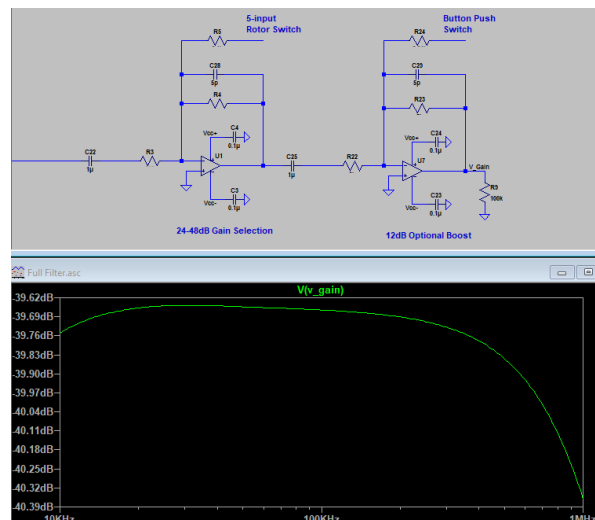 5-input
Rotor Switch
Button Push
Switch
R5
R24
C28
5p
C29
5p
R4
R23
C22
1µ
R3
Vcc+
C4
0.1µ
U1
C25
1µ
R22
Vcc+
C24
0.1µ
U7
V_Gain
R9
100k
Vcc-
C3
0.1µ
Vcc-
C23
0.1µ
24-48dB Gain Selection
12dB Optional Boost
Full Filter.asc
V(v_gain)
-39.62dB
-39.69dB
-39.76dB
-39.83dB
-39.90dB
-39.97dB
-40.04dB
-40.11dB
-40.18dB
-40.25dB
-40.32dB
-40.39dB
10KHz
100KHz
1MHz